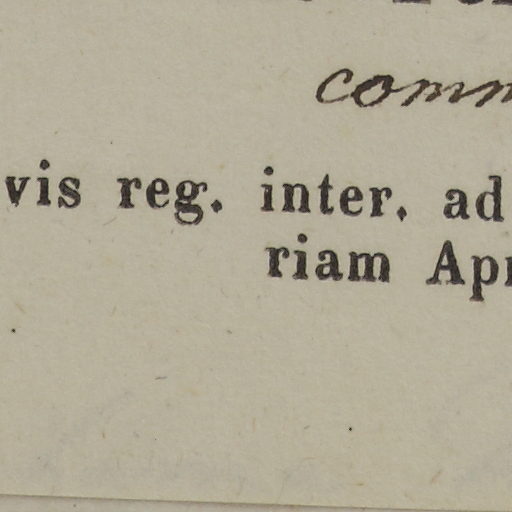 comm
vis reg. inter. ad
riam Apr